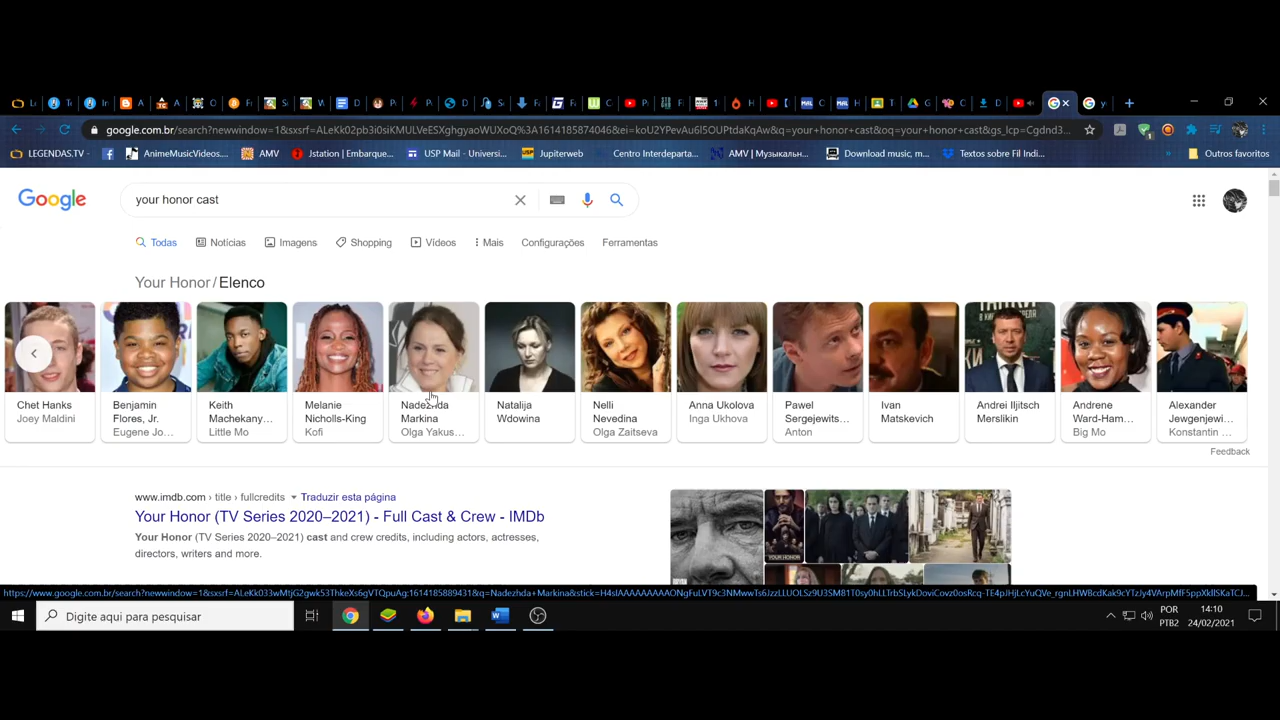 google.com.br/search?newwindow=1&sxsrf=ALeKk02pb3i0siKMULVeESXghgyaoWUXoQ%3A1614185874046&ei=koU2YPevAu6l5OUPtdaKqAw&q=your+honor+cast&oq=your+honor+cast&gs_lcp=Cgdnd3...
LEGENDAS.TV AnimeMusicVideos... AMV Jstation | Embarque... USP Mail - Universi... Jupiterweb Centro Interdeparta... AMV | Музыкальн... Download music, m... Textos sobre Fil Indi... Outros favoritos
Google your honor cast
Todas Notícias Imagens Shopping Vídeos Mais Configurações Ferramentas
Your Honor / Elenco
Chet Hanks
Joey Maldini
Benjamin
Flores, Jr.
Eugene Jo...
Keith
Machekany...
Little Mo
Melanie
Nicholls-King
Kofi
Nadezhda
Markina
Olga Yakus...
Natalija
Wdowina
Nelli
Nevedina
Olga Zaitseva
Anna Ukolova
Inga Ukhova
Pawel
Sergejewits...
Anton
Ivan
Matskevich
Andrei Iljitsch
Merslikin
Andrene
Ward-Ham...
Big Mo
Alexander
Jewgenjewi...
Konstantin ...
Feedback
www.imdb.com › title › fullcredits Traduzir esta página
Your Honor (TV Series 2020–2021) - Full Cast & Crew - IMDb
Your Honor (TV Series 2020–2021) cast and crew credits, including actors, actresses,
directors, writers and more.
YOUR HONOR
Digite aqui para pesquisar
POR
PTB2
14:10
24/02/2021